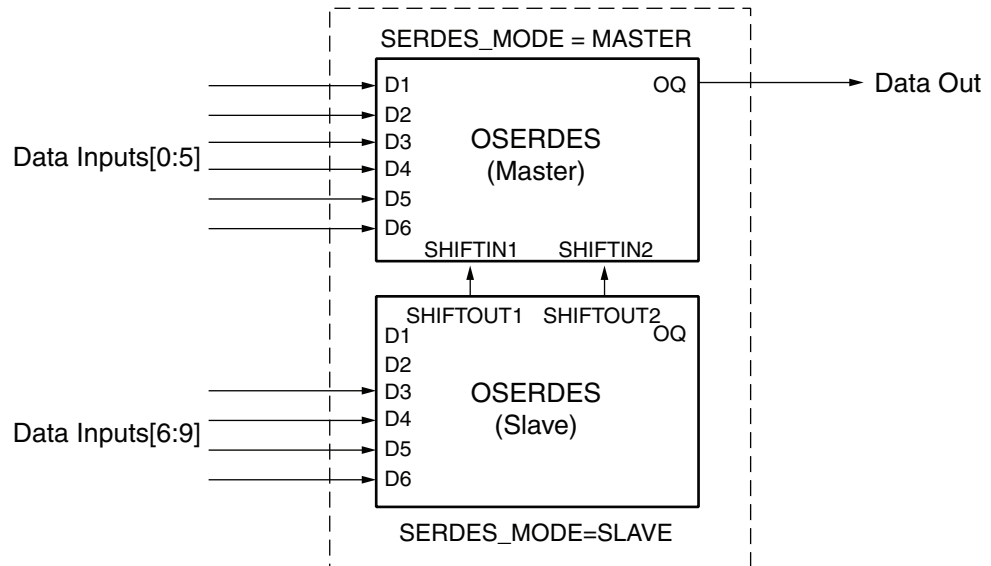 SERDES_MODE = MASTER
Data Inputs[0:5]
D1
D2
D3
D4
D5
D6
OQ
OSERDES
(Master)
SHIFTIN1
SHIFTIN2
Data Out
SHIFTOUT1
SHIFTOUT2
Data Inputs[6:9]
D1
D2
D3
D4
D5
D6
OQ
OSERDES
(Slave)
SERDES_MODE=SLAVE